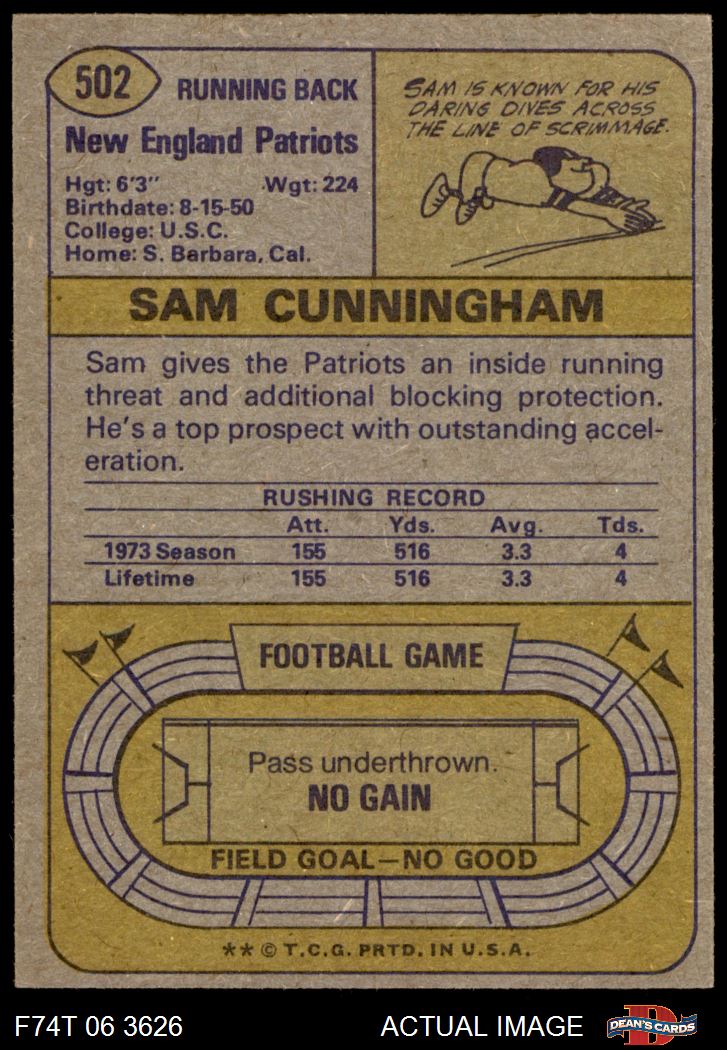 502
RUNNING BACK
New England Patriots
Hgt: 6'3" Wgt: 224
Birthdate: 8-15-50
College: U.S.C.
Home: S. Barbara, Cal.
SAM IS KNOWN FOR HIS
DARING DIVES ACROSS
THE LINE OF SCRIMMAGE.
SAM CUNNINGHAM
Sam gives the Patriots an inside running
threat and additional blocking protection.
He's a top prospect with outstanding accel-
eration.
RUSHING RECORD
Att. Yds. Avg. Tds.
1973 Season 155 516 3.3 4
Lifetime 155 516 3.3 4
FOOTBALL GAME
Pass underthrown.
NO GAIN
FIELD GOAL—NO GOOD
** © T.C.G. PRTD. IN U.S.A.
F74T 06 3626 ACTUAL IMAGE
D
DEAN'S CARDS